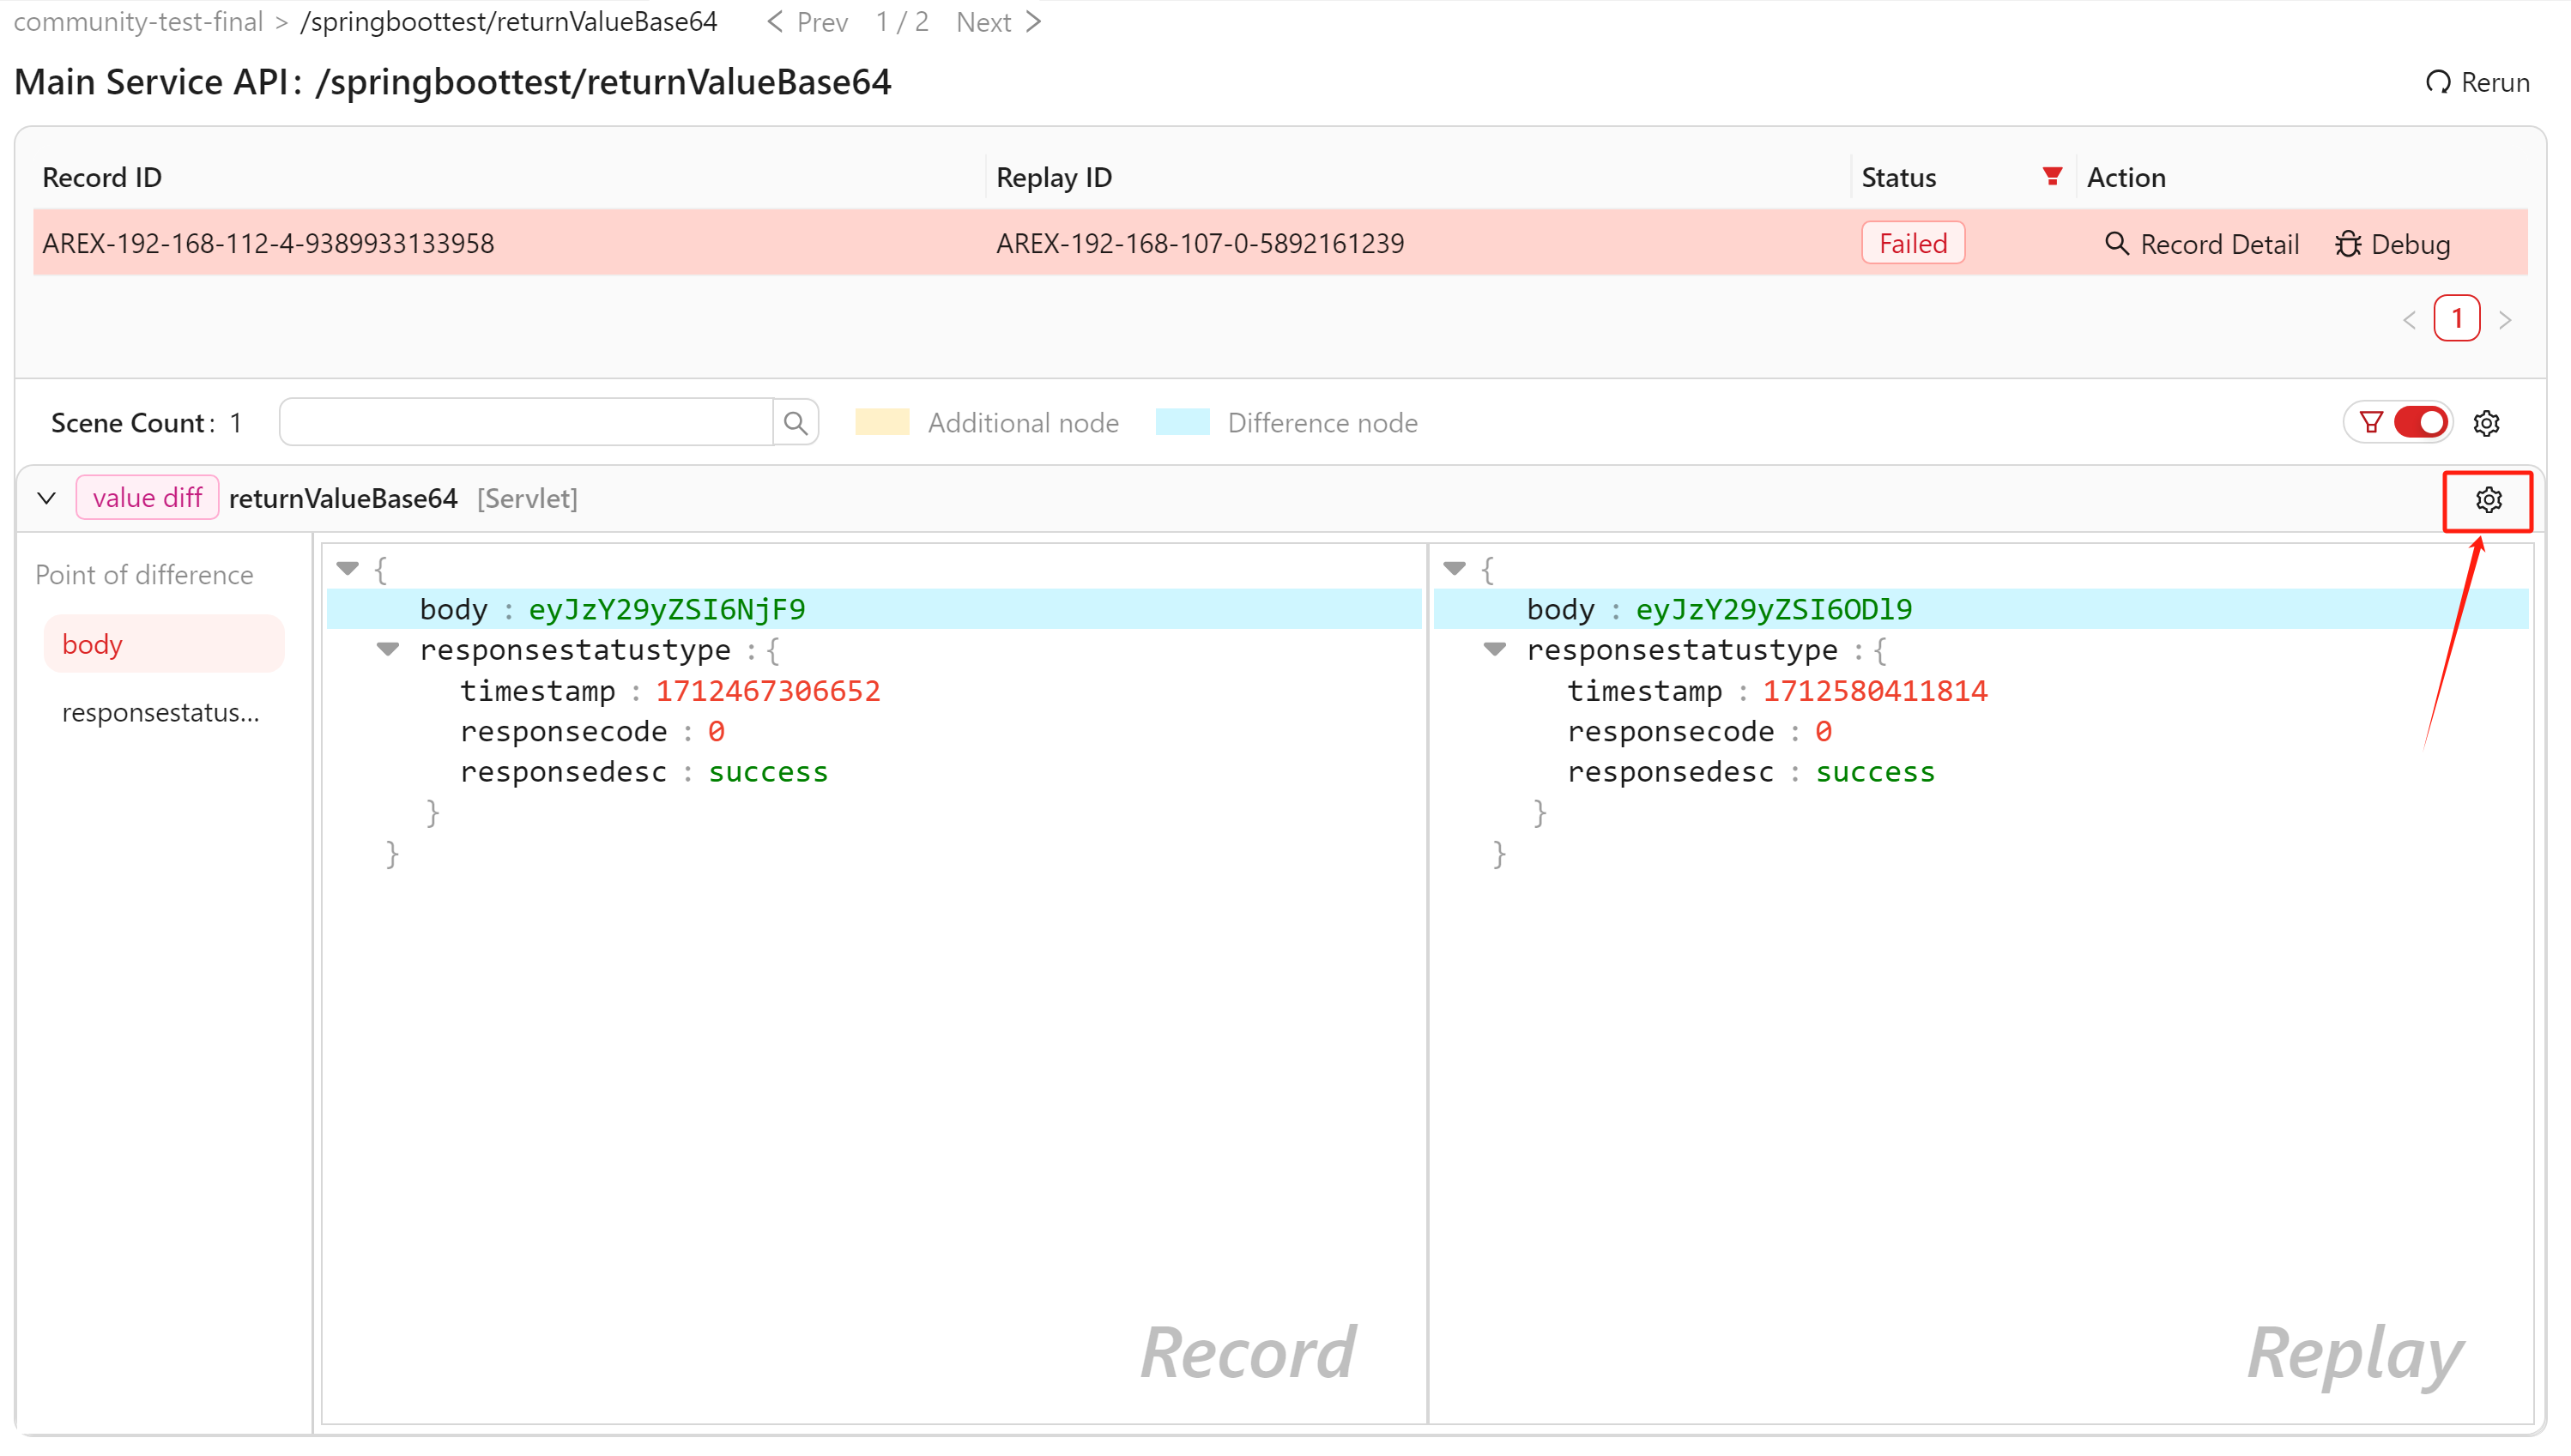 community-test-final > /springboottest/returnValueBase64 < Prev 1 / 2 Next >
Main Service API: /springboottest/returnValueBase64
Rerun
Record ID Replay ID Status Action
AREX-192-168-112-4-9389933133958 AREX-192-168-107-0-5892161239 Failed Record Detail Debug
< 1 >
Scene Count: 1 Additional node Difference node
value diff returnValueBase64 [Servlet]
Point of difference
body
responsestatus...
{
body : eyJzY29yZSI6NjF9
responsestatustype : {
timestamp : 1712467306652
responsecode : 0
responsedesc : success
}
}
Record
{
body : eyJzY29yZSI6ODl9
responsestatustype : {
timestamp : 1712580411814
responsecode : 0
responsedesc : success
}
}
Replay